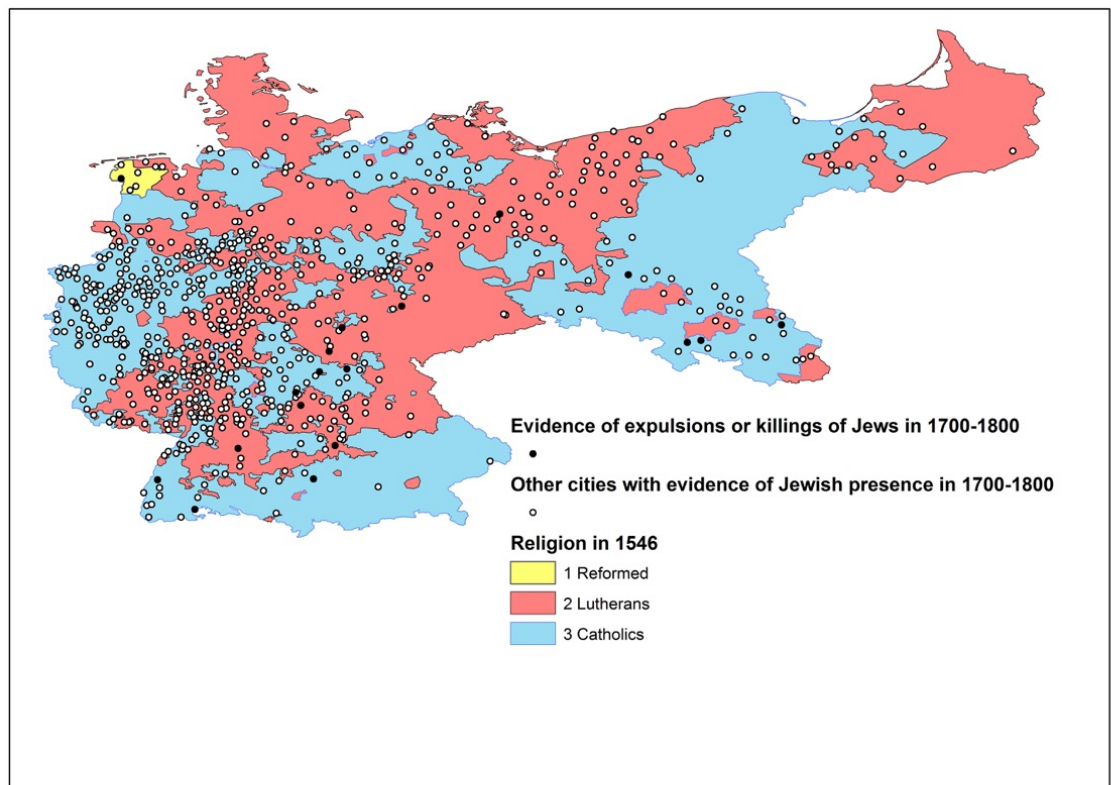 Evidence of expulsions or killings of Jews in 1700-1800
Other cities with evidence of Jewish presence in 1700-1800
Religion in 1546
1 Reformed
2 Lutherans
3 Catholics